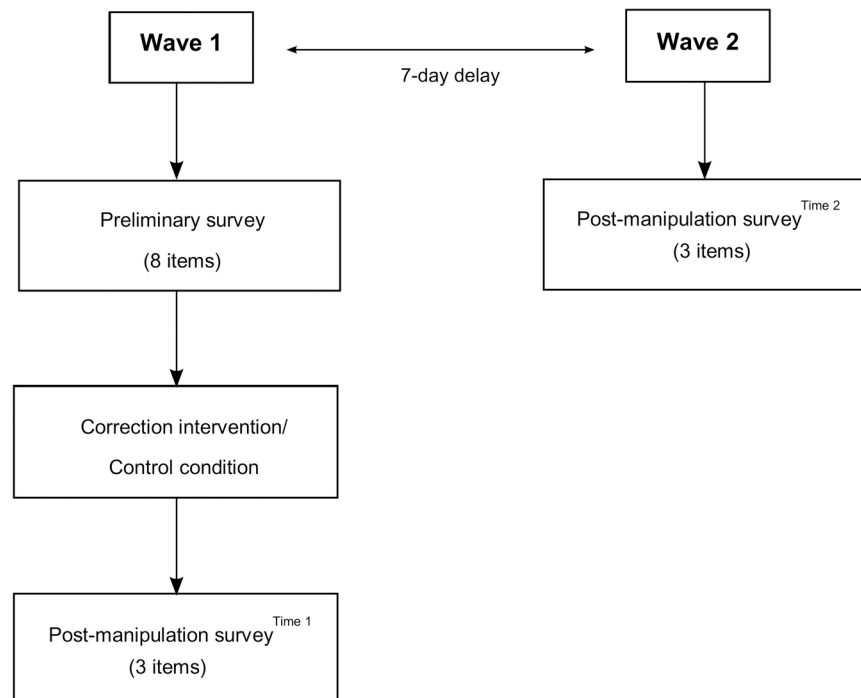 Wave 1
7-day delay
Wave 2
Preliminary survey
(8 items)
Correction intervention/
Control condition
Post-manipulation survey Time 1
(3 items)
Post-manipulation survey Time 2
(3 items)